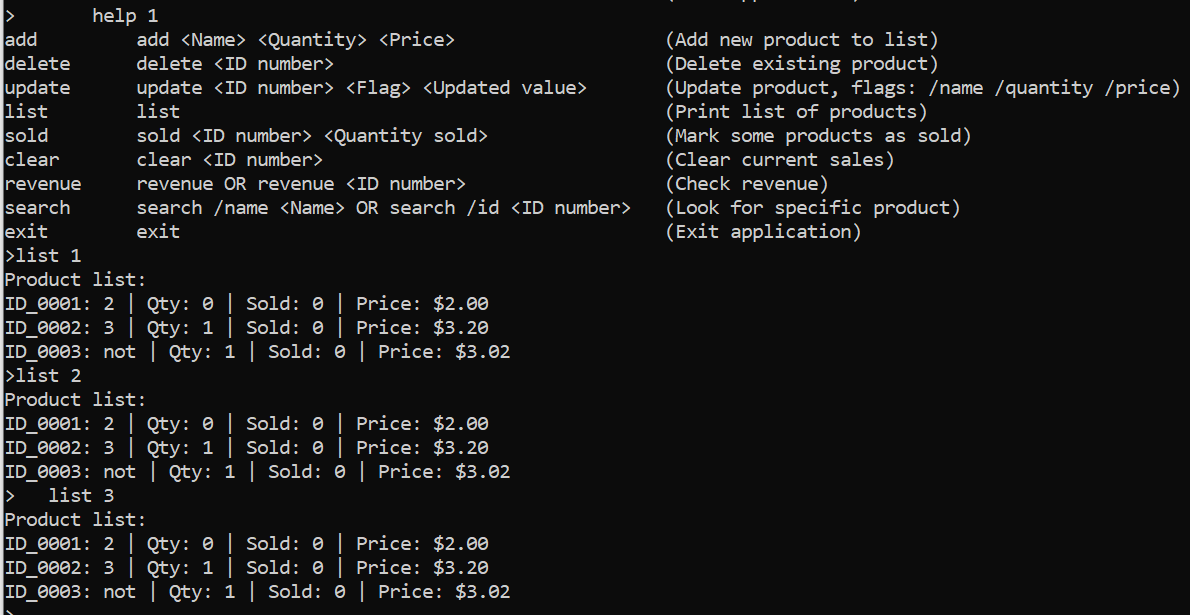 > help 1
add add <Name> <Quantity> <Price> (Add new product to list)
delete delete <ID number> (Delete existing product)
update update <ID number> <Flag> <Updated value> (Update product, flags: /name /quantity /price)
list list (Print list of products)
sold sold <ID number> <Quantity sold> (Mark some products as sold)
clear clear <ID number> (Clear current sales)
revenue revenue OR revenue <ID number> (Check revenue)
search search /name <Name> OR search /id <ID number> (Look for specific product)
exit exit (Exit application)
>list 1
Product list:
ID_0001: 2 | Qty: 0 | Sold: 0 | Price: $2.00
ID_0002: 3 | Qty: 1 | Sold: 0 | Price: $3.20
ID_0003: not | Qty: 1 | Sold: 0 | Price: $3.02
>list 2
Product list:
ID_0001: 2 | Qty: 0 | Sold: 0 | Price: $2.00
ID_0002: 3 | Qty: 1 | Sold: 0 | Price: $3.20
ID_0003: not | Qty: 1 | Sold: 0 | Price: $3.02
> list 3
Product list:
ID_0001: 2 | Qty: 0 | Sold: 0 | Price: $2.00
ID_0002: 3 | Qty: 1 | Sold: 0 | Price: $3.20
ID_0003: not | Qty: 1 | Sold: 0 | Price: $3.02